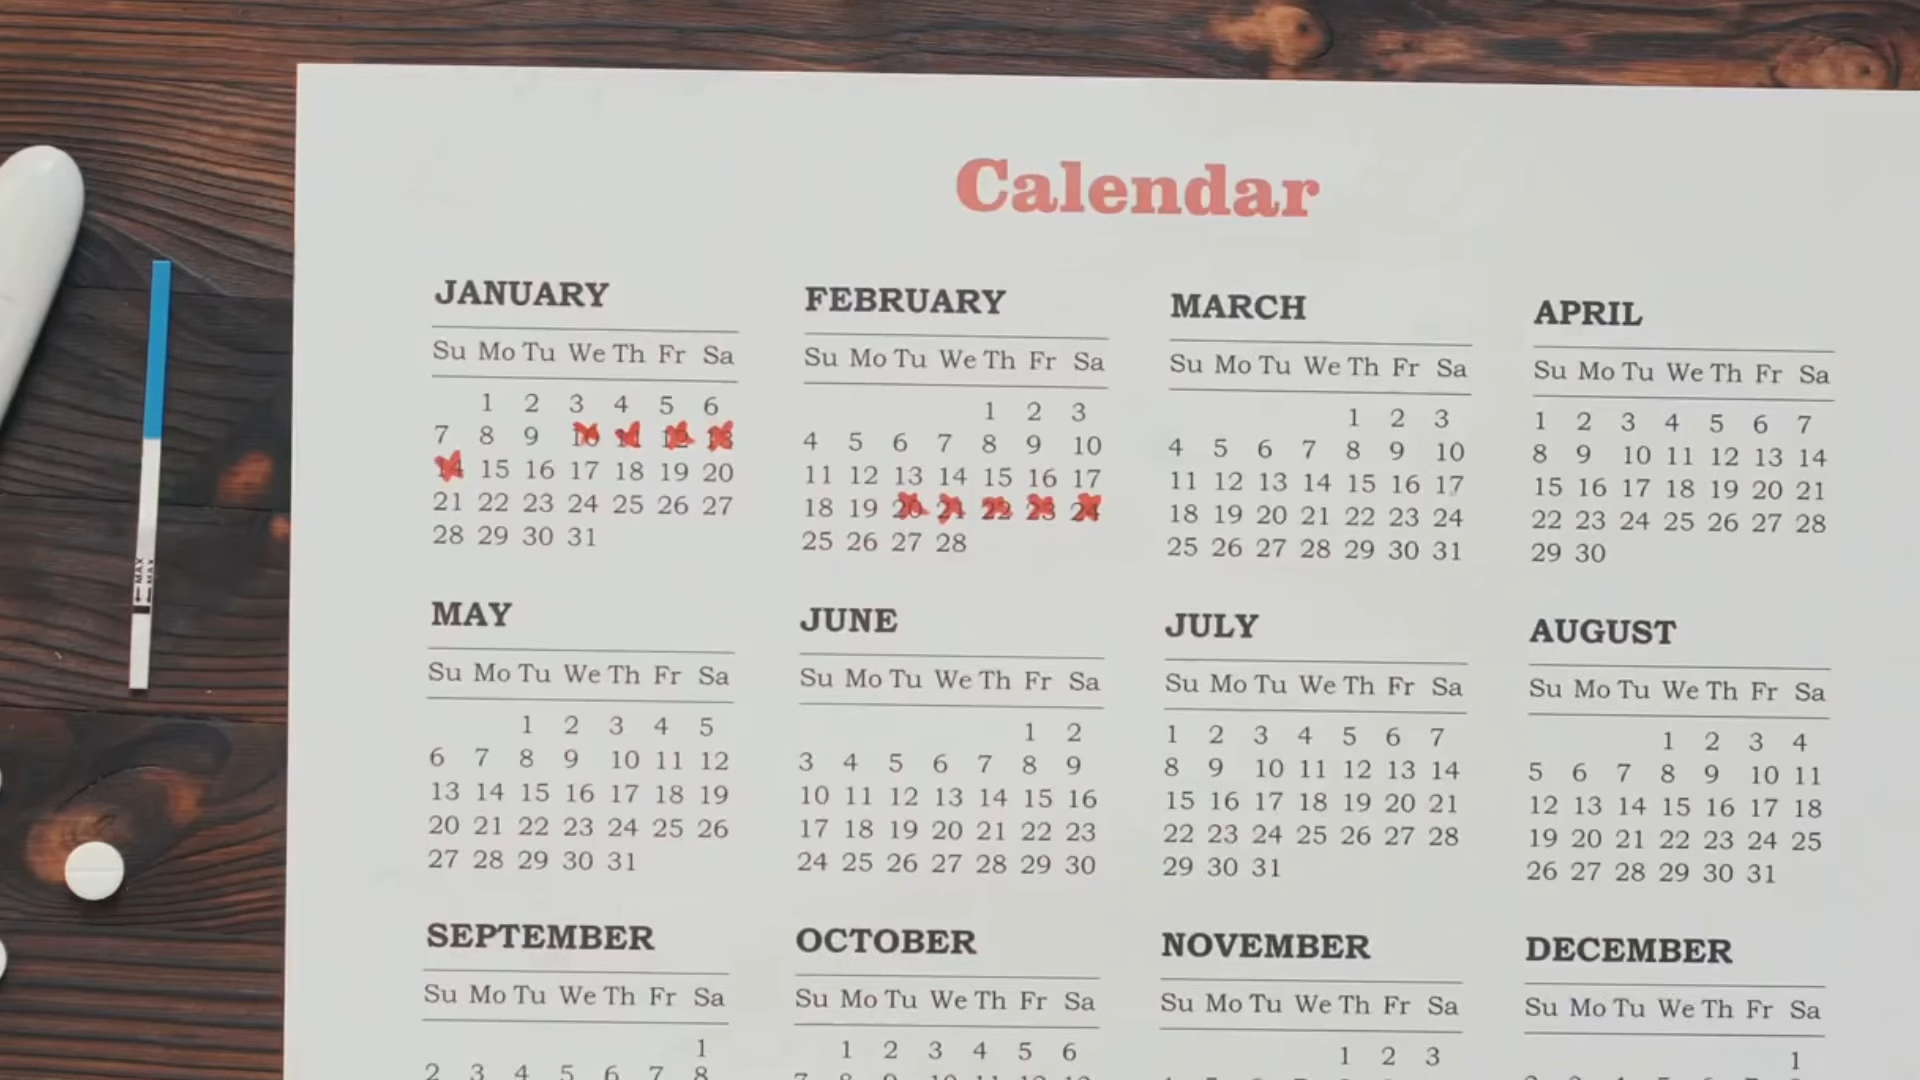 Calendar
JANUARY
Su Mo Tu We Th Fr Sa
1 2 3 4 5 6
7 8 9 10 11 12 13
14 15 16 17 18 19 20
21 22 23 24 25 26 27
28 29 30 31
FEBRUARY
Su Mo Tu We Th Fr Sa
1 2 3
4 5 6 7 8 9 10
11 12 13 14 15 16 17
18 19 20 21 22 23 24
25 26 27 28
MARCH
Su Mo Tu We Th Fr Sa
1 2 3
4 5 6 7 8 9 10
11 12 13 14 15 16 17
18 19 20 21 22 23 24
25 26 27 28 29 30 31
APRIL
Su Mo Tu We Th Fr Sa
1 2 3 4 5 6 7
8 9 10 11 12 13 14
15 16 17 18 19 20 21
22 23 24 25 26 27 28
29 30
MAY
Su Mo Tu We Th Fr Sa
1 2 3 4 5
6 7 8 9 10 11 12
13 14 15 16 17 18 19
20 21 22 23 24 25 26
27 28 29 30 31
JUNE
Su Mo Tu We Th Fr Sa
1 2
3 4 5 6 7 8 9
10 11 12 13 14 15 16
17 18 19 20 21 22 23
24 25 26 27 28 29 30
JULY
Su Mo Tu We Th Fr Sa
1 2 3 4 5 6 7
8 9 10 11 12 13 14
15 16 17 18 19 20 21
22 23 24 25 26 27 28
29 30 31
AUGUST
Su Mo Tu We Th Fr Sa
1 2 3 4
5 6 7 8 9 10 11
12 13 14 15 16 17 18
19 20 21 22 23 24 25
26 27 28 29 30 31
SEPTEMBER
Su Mo Tu We Th Fr Sa
1
2 3 4 5 6 7 8
OCTOBER
Su Mo Tu We Th Fr Sa
1 2 3 4 5 6
NOVEMBER
Su Mo Tu We Th Fr Sa
1 2 3
DECEMBER
Su Mo Tu We Th Fr Sa
1
MAX
MAX